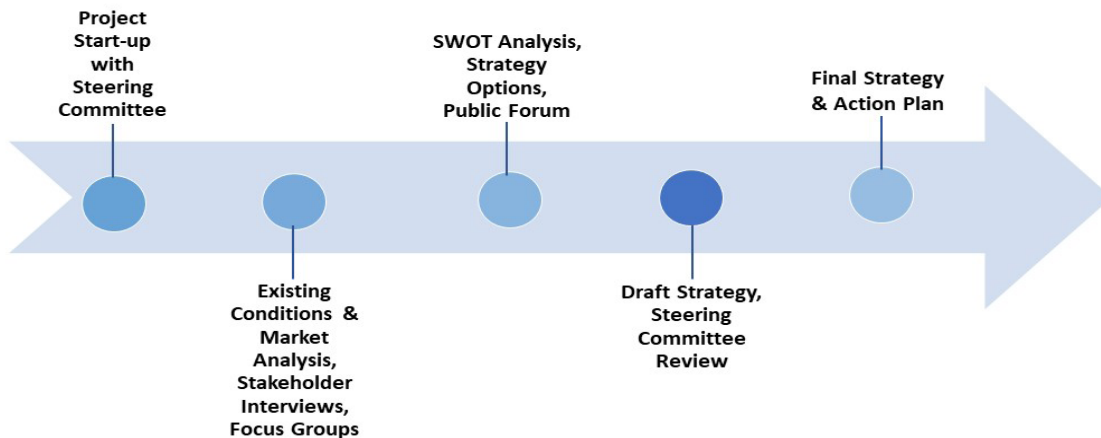 Project
Start-up
with
Steering
Committee
Existing
Conditions &
Market
Analysis,
Stakeholder
Interviews,
Focus Groups
SWOT Analysis,
Strategy
Options,
Public Forum
Draft Strategy,
Steering
Committee
Review
Final Strategy
& Action Plan